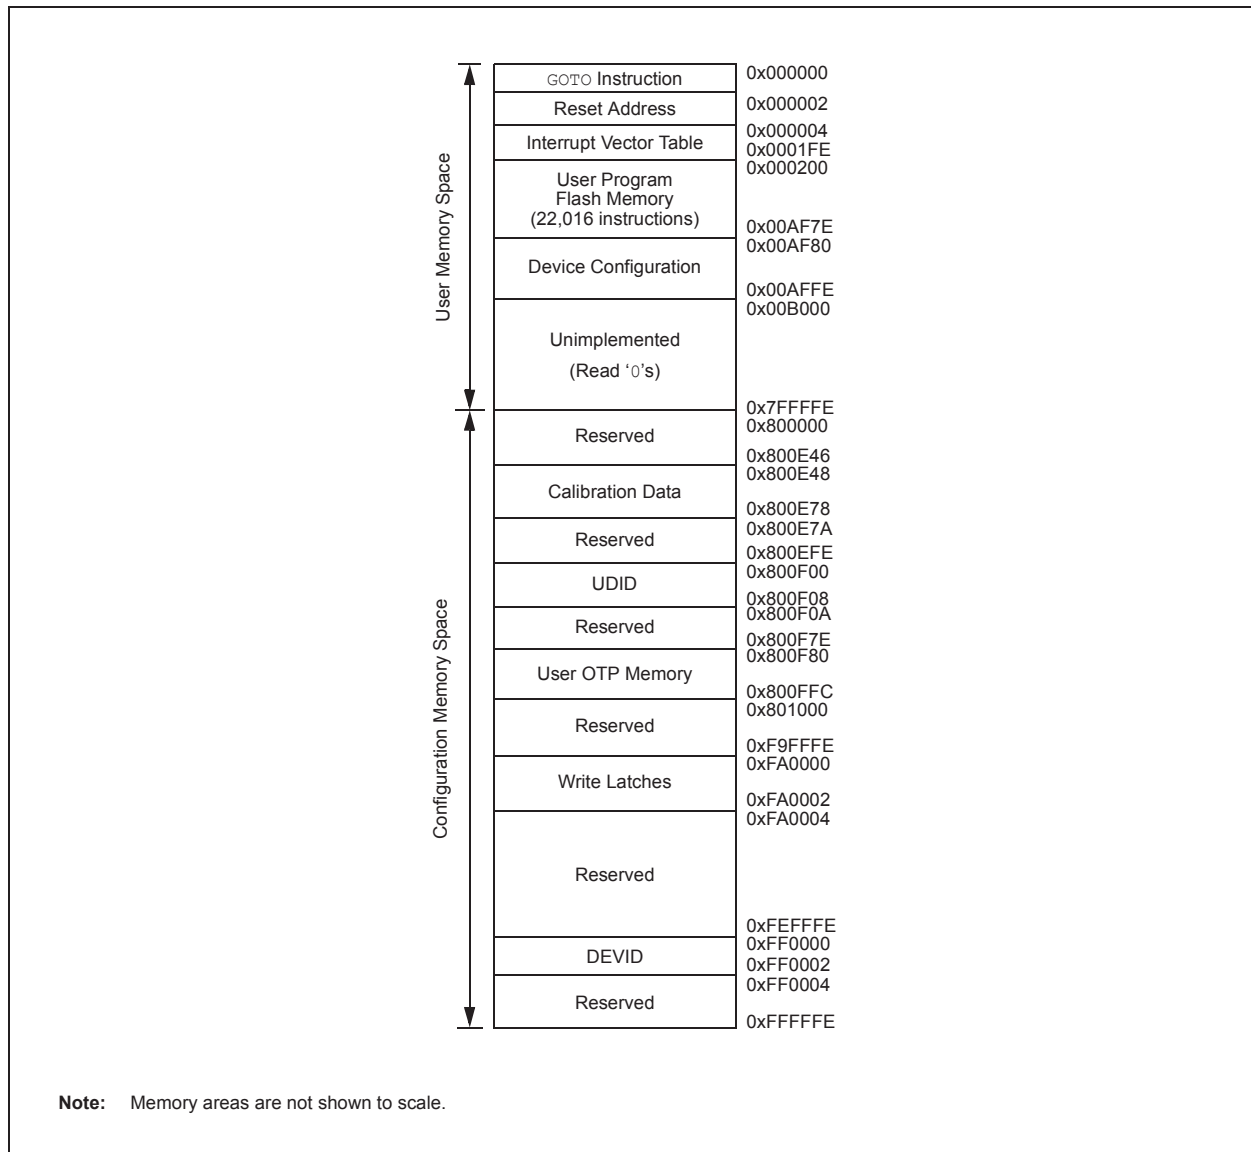 User Memory Space
GOTO Instruction
0x000000
Reset Address
0x000002
Interrupt Vector Table
0x000004
0x0001FE
User Program
Flash Memory
(22,016 instructions)
0x000200
0x00AF7E
Device Configuration
0x00AF80
0x00AFFE
Unimplemented
(Read ‘0’s)
0x00B000
0x7FFFFE
Configuration Memory Space
Reserved
0x800000
0x800E46
Calibration Data
0x800E48
0x800E78
Reserved
0x800E7A
0x800EFE
UDID
0x800F00
0x800F08
Reserved
0x800F0A
0x800F7E
User OTP Memory
0x800F80
0x800FFC
Reserved
0x801000
0xF9FFFE
Write Latches
0xFA0000
0xFA0002
Reserved
0xFA0004
0xFEFFFE
DEVID
0xFF0000
0xFF0002
Reserved
0xFF0004
0xFFFFFE
Note: Memory areas are not shown to scale.